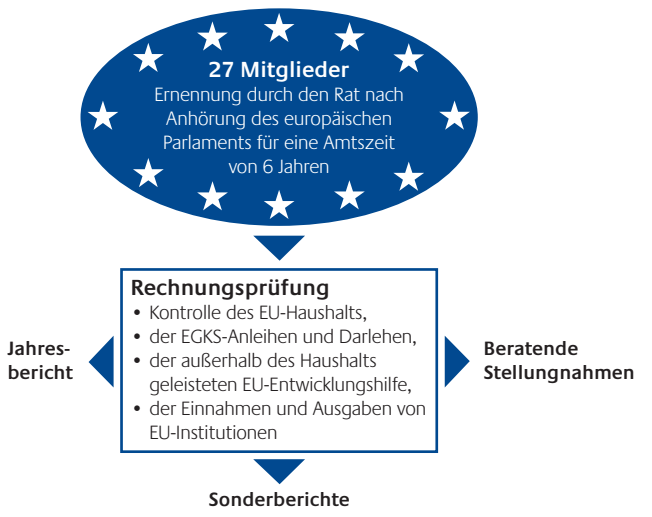 27 Mitglieder
Ernennung durch den Rat nach
Anhörung des europäischen
Parlaments für eine Amtszeit
von 6 Jahren
Rechnungsprüfung
• Kontrolle des EU-Haushalts,
• der EGKS-Anleihen und Darlehen,
• der außerhalb des Haushalts
geleisteten EU-Entwicklungshilfe,
• der Einnahmen und Ausgaben von
EU-Institutionen
Jahres-
bericht
Beratende
Stellungnahmen
Sonderberichte